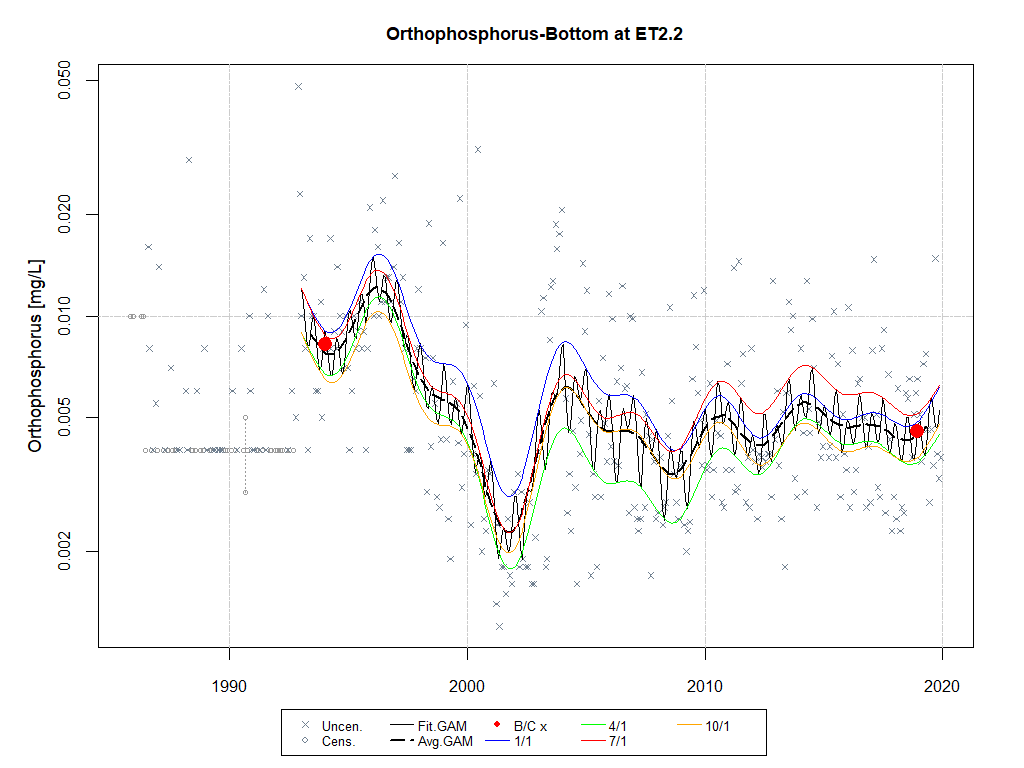 Orthophosphorus-Bottom at ET2.2
Orthophosphorus [mg/L]
0.050
0.020
0.010
0.005
0.002
1990 2000 2010 2020
Uncen. Fit.GAM B/C x 4/1 10/1
Cens. Avg.GAM 1/1 7/1